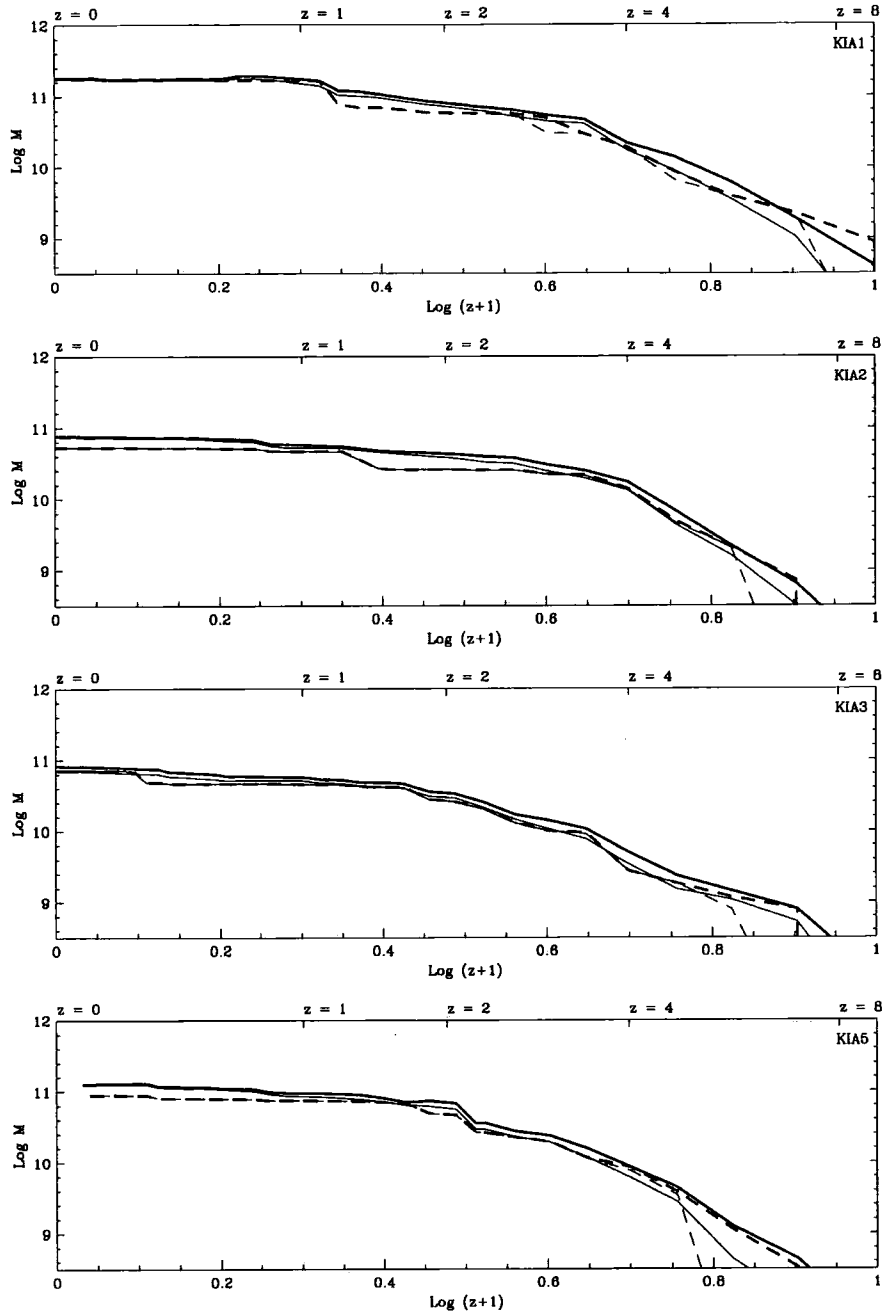 z = 0 z = 1 z = 2 z = 4 z = 8
12
KIA1
11
Log M
10
9
0 0.2 0.4 0.6 0.8 1
Log (z+1)
z = 0 z = 1 z = 2 z = 4 z = 8
12
KIA2
11
Log M
10
9
0 0.2 0.4 0.6 0.8 1
Log (z+1)
z = 0 z = 1 z = 2 z = 4 z = 8
12
KIA3
11
Log M
10
9
0 0.2 0.4 0.6 0.8 1
Log (z+1)
z = 0 z = 1 z = 2 z = 4 z = 8
12
KIA5
11
Log M
10
9
0 0.2 0.4 0.6 0.8 1
Log (z+1)